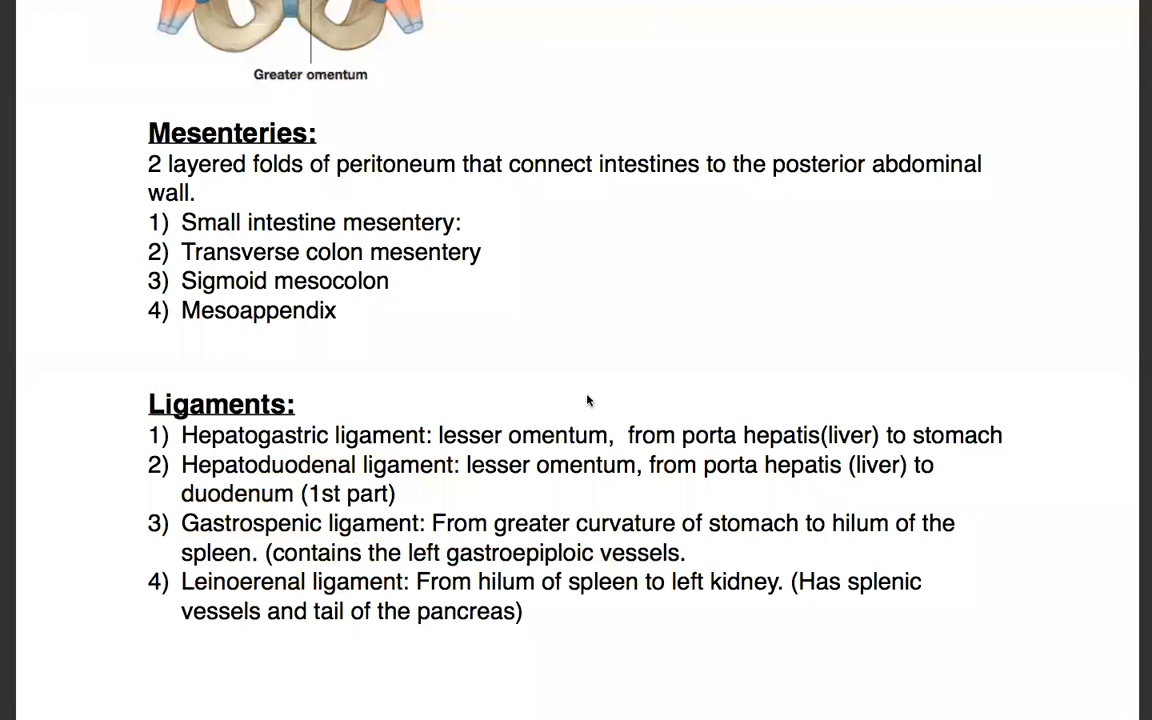 Greater omentum
Mesenteries:
2 layered folds of peritoneum that connect intestines to the posterior abdominal
wall.
1) Small intestine mesentery:
2) Transverse colon mesentery
3) Sigmoid mesocolon
4) Mesoappendix
Ligaments:
1) Hepatogastric ligament: lesser omentum,  from porta hepatis(liver) to stomach
2) Hepatoduodenal ligament: lesser omentum, from porta hepatis (liver) to
duodenum (1st part)
3) Gastrospenic ligament: From greater curvature of stomach to hilum of the
spleen. (contains the left gastroepiploic vessels.
4) Leinoerenal ligament: From hilum of spleen to left kidney. (Has splenic
vessels and tail of the pancreas)